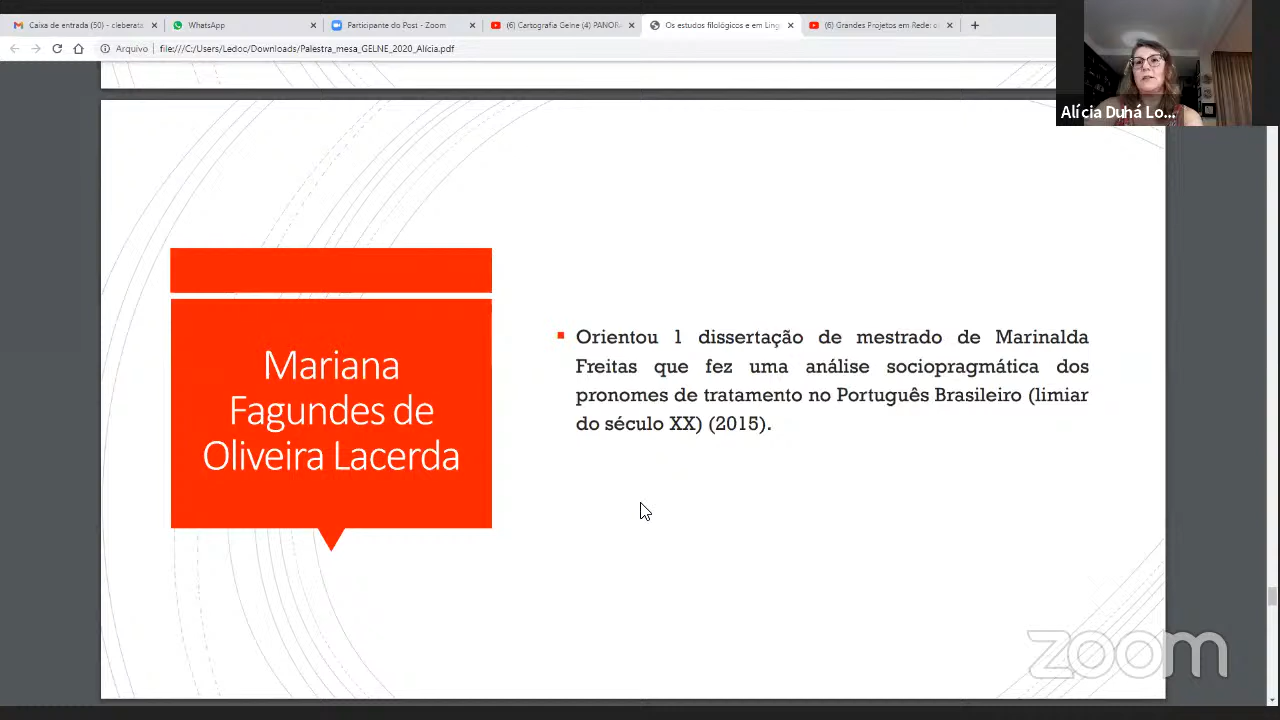 Caixa de entrada (50) - cleberata
WhatsApp
Participante do Post - Zoom
(6) Cartografia Gelne (4) PANOR
Os estudos filológicos e em Ling
(6) Grandes Projetos em Rede:
Arquivo
file:///C:/Users/Ledoc/Downloads/Palestra_mesa_GELNE_2020_Alícia.pdf
Alícia Duhá Lo...
Mariana
Fagundes de
Oliveira Lacerda
Orientou 1 dissertação de mestrado de Marinalda
Freitas que fez uma análise sociopragmática dos
pronomes de tratamento no Português Brasileiro (limiar
do século XX) (2015).
zoom